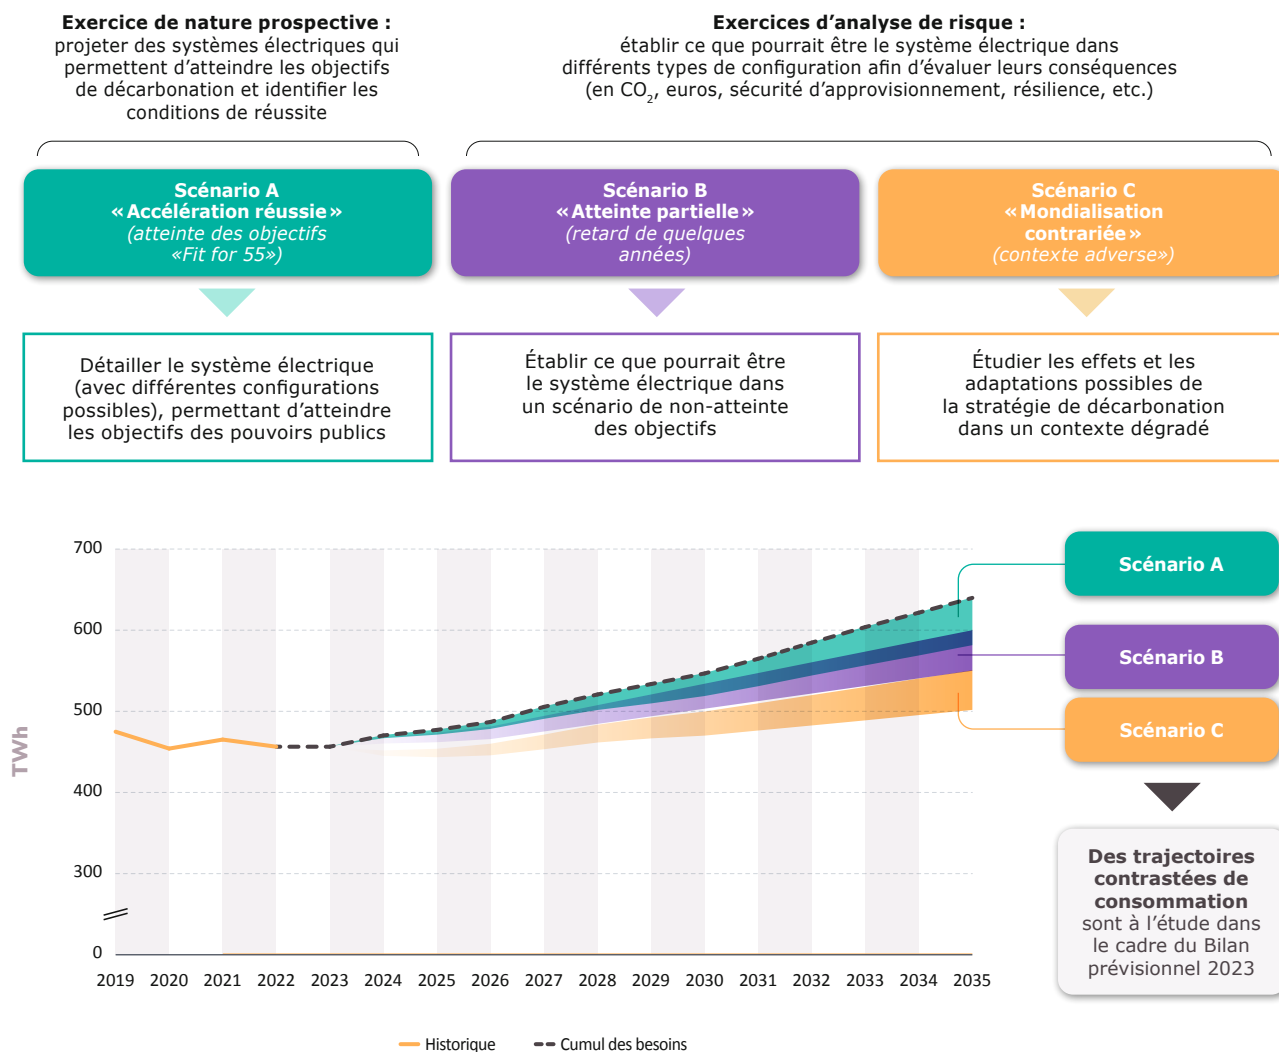 Exercice de nature prospective :
projeter des systèmes électriques qui
permettent d’atteindre les objectifs
de décarbonation et identifier les
conditions de réussite
Exercices d’analyse de risque :
établir ce que pourrait être le système électrique dans
différents types de configuration afin d’évaluer leurs conséquences
(en CO₂, euros, sécurité d’approvisionnement, résilience, etc.)
Scénario A
«Accélération réussie»
(atteinte des objectifs
«Fit for 55»)
Scénario B
«Atteinte partielle»
(retard de quelques
années)
Scénario C
«Mondialisation
contrariée»
(contexte adverse»)
Détailler le système électrique
(avec différentes configurations
possibles), permettant d’atteindre
les objectifs des pouvoirs publics
Établir ce que pourrait être
le système électrique dans
un scénario de non-atteinte
des objectifs
Étudier les effets et les
adaptations possibles de
la stratégie de décarbonation
dans un contexte dégradé
TWh
700
600
500
400
300
0
2019 2020 2021 2022 2023 2024 2025 2026 2027 2028 2029 2030 2031 2032 2033 2034 2035
Historique
Cumul des besoins
Scénario A
Scénario B
Scénario C
Des trajectoires
contrastées de
consommation
sont à l’étude dans
le cadre du Bilan
prévisionnel 2023